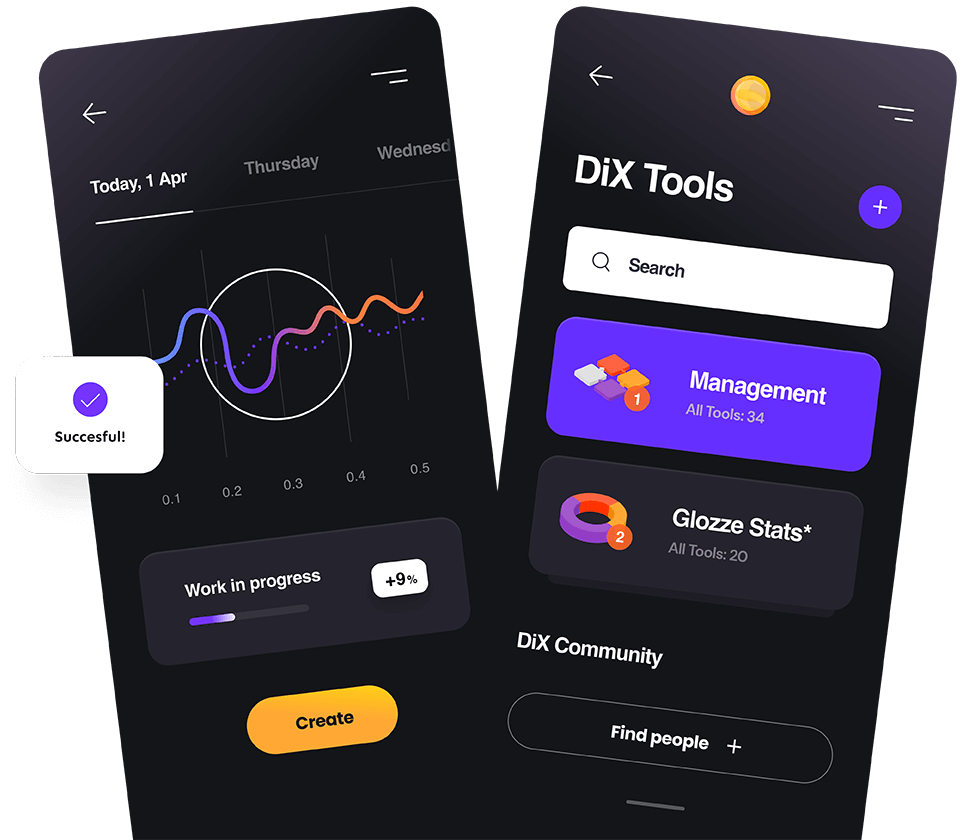 Today, 1 Apr
Thursday
Wednesd
Succesful!
0.1
0.2
0.3
0.4
0.5
Work in progress
+9%
Create
DiX Tools
+
Search
1
Management
All Tools: 34
2
Glozze Stats*
All Tools: 20
DiX Community
Find people +